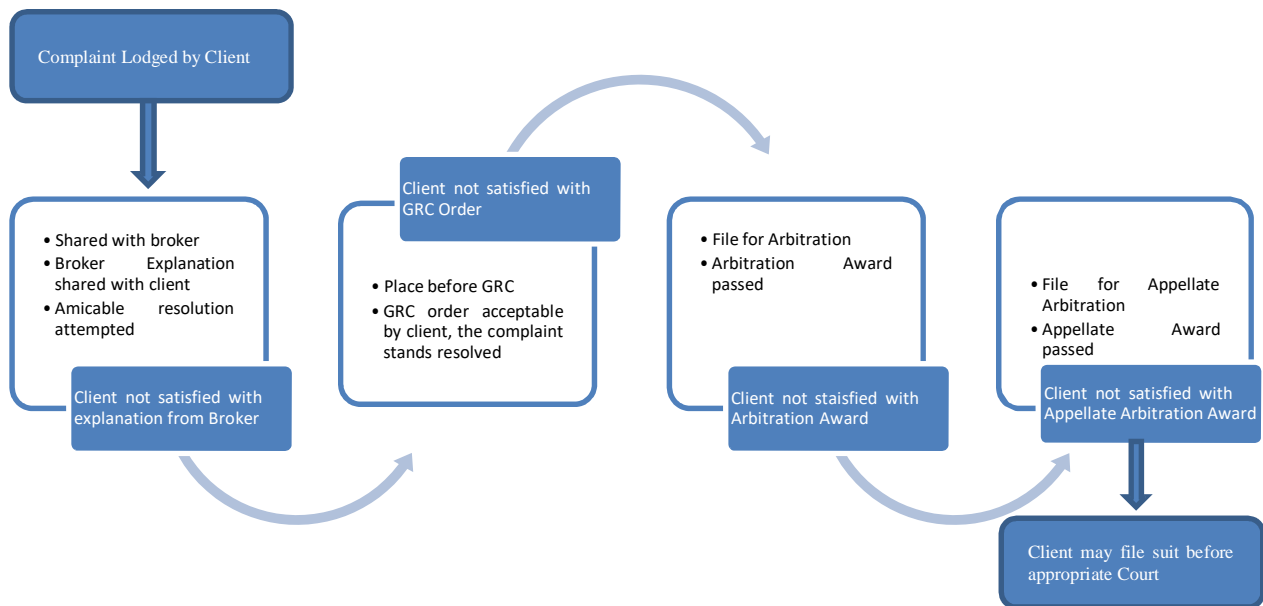 Complaint Lodged by Client
• Shared with broker
• Broker Explanation
shared with client
• Amicable resolution
attempted
Client not satisfied with
explanation from Broker
Client not satisfied with
GRC Order
• Place before GRC
• GRC order acceptable
by client, the complaint
stands resolved
• File for Arbitration
• Arbitration Award
passed
Client not staisfied with
Arbitration Award
• File for Appellate
Arbitration
• Appellate Award
passed
Client not satisfied with
Appellate Arbitration Award
Client may file suit before
appropriate Court